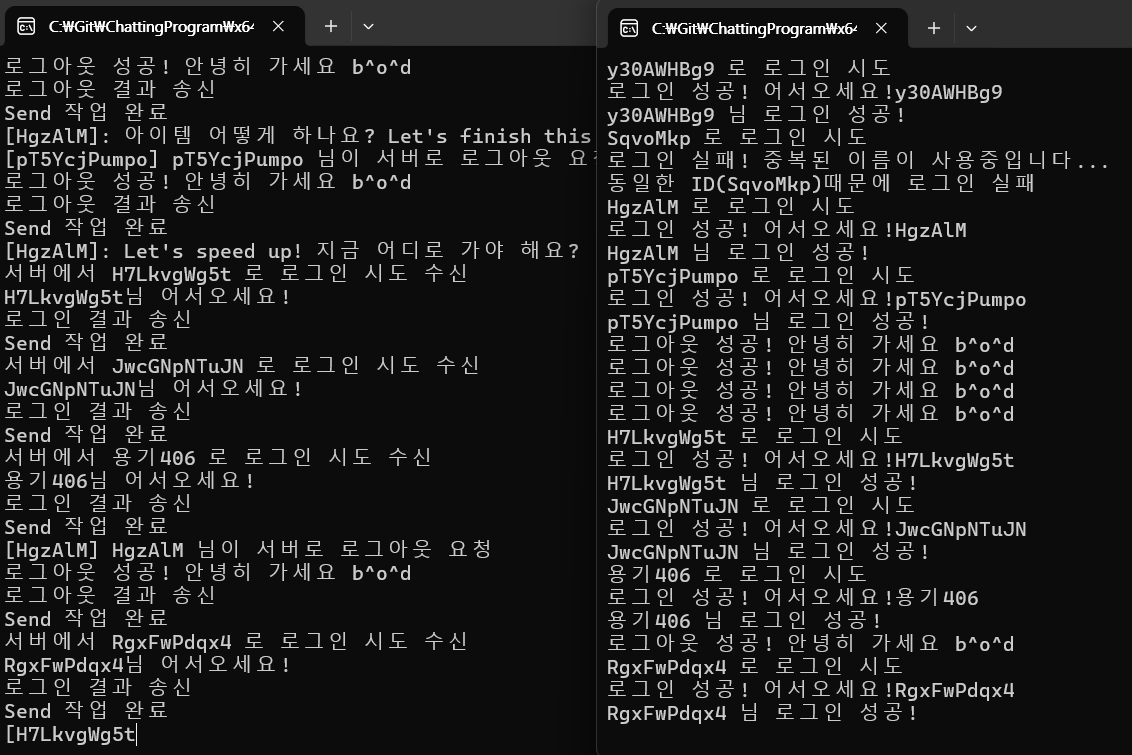 C:₩Git₩ChattingProgram₩x64
로그아웃 성공! 안녕히 가세요 b^o^d
로그아웃 결과 송신
Send 작업 완료
[HgzAlM]: 아이템 어떻게 하나요? Let's finish this
[pT5YcjPumpo] pT5YcjPumpo 님이 서버로 로그아웃
로그아웃 성공! 안녕히 가세요 b^o^d
로그아웃 결과 송신
Send 작업 완료
[HgzAlM]: Let's speed up! 지금 어디로 가야 해요?
서버에서 H7LkvgWg5t 로 로그인 시도 수신
H7LkvgWg5t님 어서오세요!
로그인 결과 송신
Send 작업 완료
서버에서 JwcGNpNTuJN 로 로그인 시도 수신
JwcGNpNTuJN님 어서오세요!
로그인 결과 송신
Send 작업 완료
서버에서 용기406 로 로그인 시도 수신
용기406님 어서오세요!
로그인 결과 송신
Send 작업 완료
[HgzAlM] HgzAlM 님이 서버로 로그아웃 요청
로그아웃 성공! 안녕히 가세요 b^o^d
로그아웃 결과 송신
Send 작업 완료
서버에서 RgxFwPdqx4 로 로그인 시도 수신
RgxFwPdqx4님 어서오세요!
로그인 결과 송신
Send 작업 완료
[H7LkvgWg5t
C:₩Git₩ChattingProgram₩x64
y30AWHBg9 로 로그인 시도
로그인 성공! 어서오세요!y30AWHBg9
y30AWHBg9 님 로그인 성공!
SqvoMkp 로 로그인 시도
로그인 실패! 중복된 이름이 사용중입니다...
동일한 ID(SqvoMkp)때문에 로그인 실패
HgzAlM 로 로그인 시도
로그인 성공! 어서오세요!HgzAlM
HgzAlM 님 로그인 성공!
pT5YcjPumpo 로 로그인 시도
로그인 성공! 어서오세요!pT5YcjPumpo
pT5YcjPumpo 님 로그인 성공!
로그아웃 성공! 안녕히 가세요 b^o^d
로그아웃 성공! 안녕히 가세요 b^o^d
로그아웃 성공! 안녕히 가세요 b^o^d
로그아웃 성공! 안녕히 가세요 b^o^d
H7LkvgWg5t 로 로그인 시도
로그인 성공! 어서오세요!H7LkvgWg5t
H7LkvgWg5t 님 로그인 성공!
JwcGNpNTuJN 로 로그인 시도
로그인 성공! 어서오세요!JwcGNpNTuJN
JwcGNpNTuJN 님 로그인 성공!
용기406 로 로그인 시도
로그인 성공! 어서오세요!용기406
용기406 님 로그인 성공!
로그아웃 성공! 안녕히 가세요 b^o^d
RgxFwPdqx4 로 로그인 시도
로그인 성공! 어서오세요!RgxFwPdqx4
RgxFwPdqx4 님 로그인 성공!